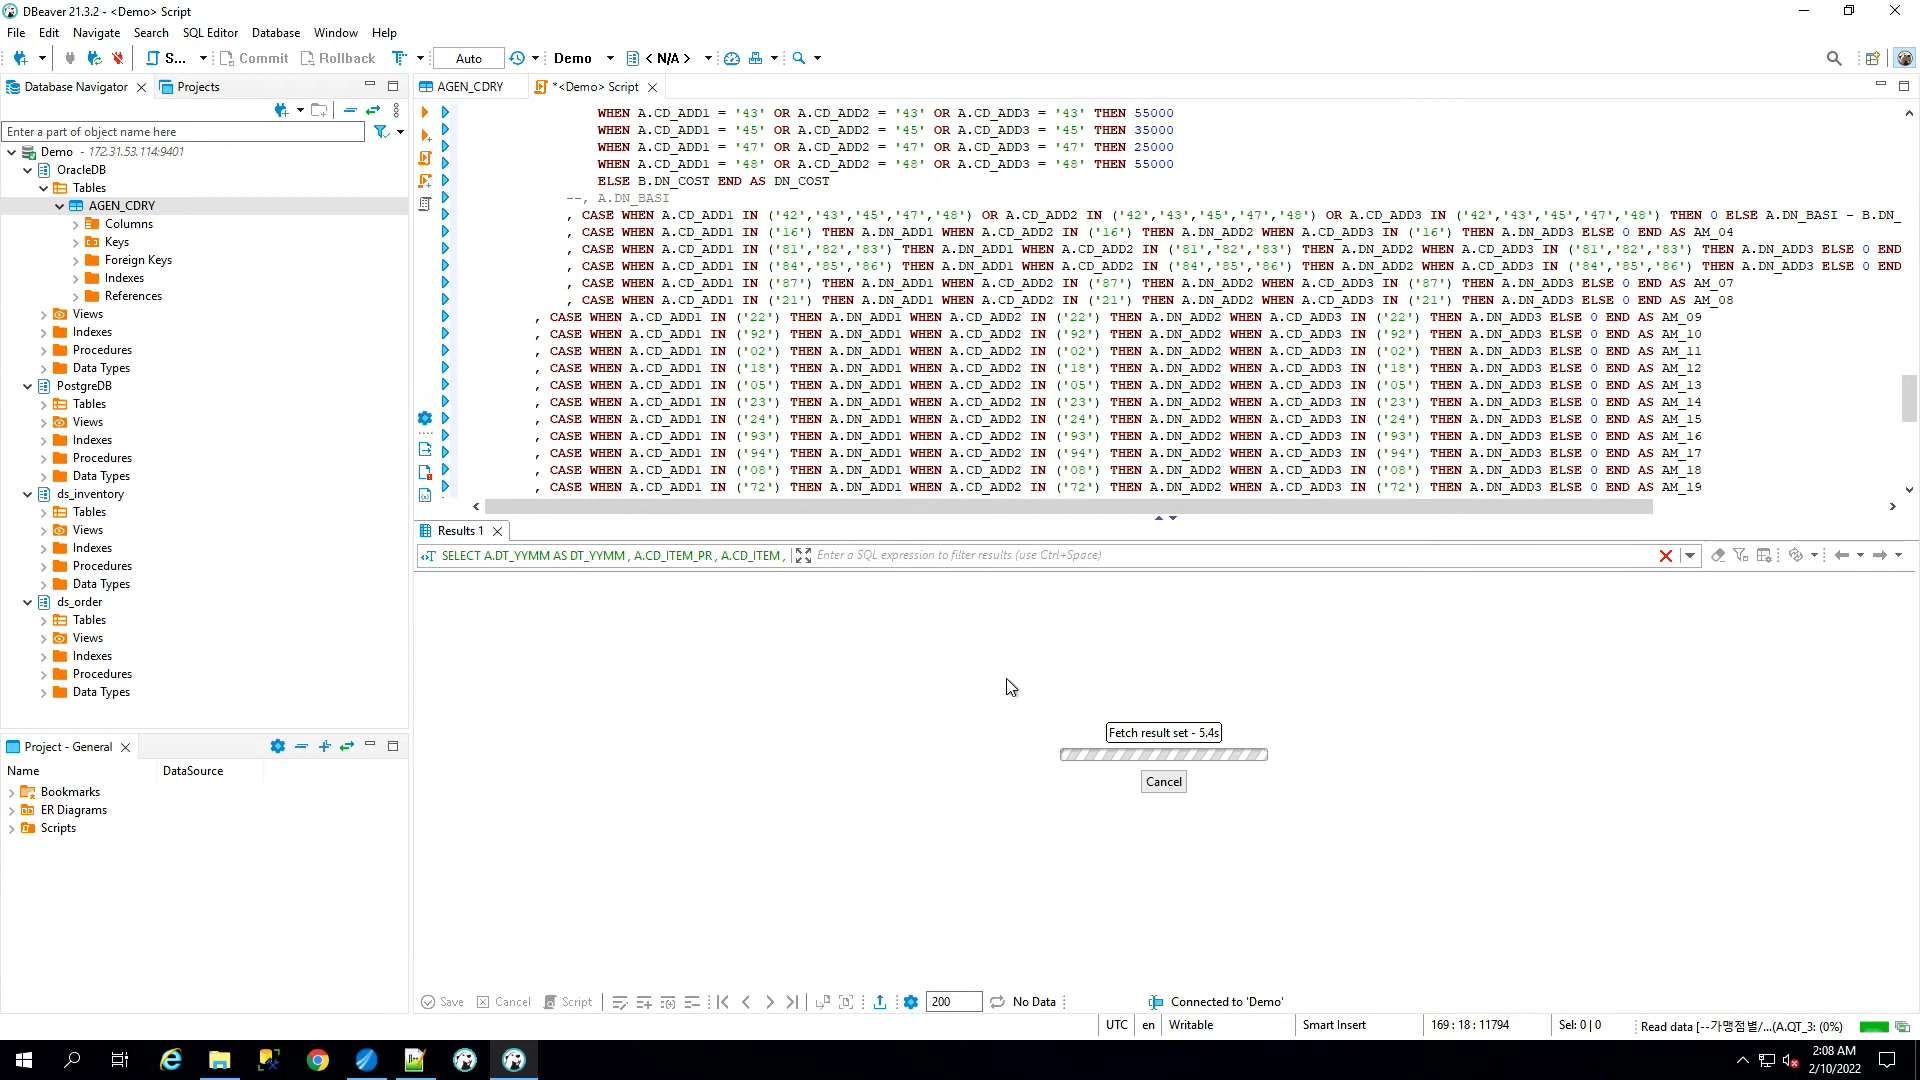 DBeaver 21.3.2 - <Demo> Script
File Edit Navigate Search SQL Editor Database Window Help
S... Commit Rollback Auto Demo < N/A >
Database Navigator Projects
AGEN_CDRY *<Demo> Script
Enter a part of object name here
Demo - 172.31.53.114:9401
OracleDB
Tables
AGEN_CDRY
Columns
Keys
Foreign Keys
Indexes
References
Views
Indexes
Procedures
Data Types
PostgreDB
Tables
Views
Indexes
Procedures
Data Types
ds_inventory
Tables
Views
Indexes
Procedures
Data Types
ds_order
Tables
Views
Indexes
Procedures
Data Types
Project - General
Name DataSource
Bookmarks
ER Diagrams
Scripts
WHEN A.CD_ADD1 = '43' OR A.CD_ADD2 = '43' OR A.CD_ADD3 = '43' THEN 55000
WHEN A.CD_ADD1 = '45' OR A.CD_ADD2 = '45' OR A.CD_ADD3 = '45' THEN 35000
WHEN A.CD_ADD1 = '47' OR A.CD_ADD2 = '47' OR A.CD_ADD3 = '47' THEN 25000
WHEN A.CD_ADD1 = '48' OR A.CD_ADD2 = '48' OR A.CD_ADD3 = '48' THEN 55000
ELSE B.DN_COST END AS DN_COST
--, A.DN_BASI
, CASE WHEN A.CD_ADD1 IN ('42','43','45','47','48') OR A.CD_ADD2 IN ('42','43','45','47','48') OR A.CD_ADD3 IN ('42','43','45','47','48') THEN 0 ELSE A.DN_BASI - B.DN_
, CASE WHEN A.CD_ADD1 IN ('16') THEN A.DN_ADD1 WHEN A.CD_ADD2 IN ('16') THEN A.DN_ADD2 WHEN A.CD_ADD3 IN ('16') THEN A.DN_ADD3 ELSE 0 END AS AM_04
, CASE WHEN A.CD_ADD1 IN ('81','82','83') THEN A.DN_ADD1 WHEN A.CD_ADD2 IN ('81','82','83') THEN A.DN_ADD2 WHEN A.CD_ADD3 IN ('81','82','83') THEN A.DN_ADD3 ELSE 0 END
, CASE WHEN A.CD_ADD1 IN ('84','85','86') THEN A.DN_ADD1 WHEN A.CD_ADD2 IN ('84','85','86') THEN A.DN_ADD2 WHEN A.CD_ADD3 IN ('84','85','86') THEN A.DN_ADD3 ELSE 0 END
, CASE WHEN A.CD_ADD1 IN ('87') THEN A.DN_ADD1 WHEN A.CD_ADD2 IN ('87') THEN A.DN_ADD2 WHEN A.CD_ADD3 IN ('87') THEN A.DN_ADD3 ELSE 0 END AS AM_07
, CASE WHEN A.CD_ADD1 IN ('21') THEN A.DN_ADD1 WHEN A.CD_ADD2 IN ('21') THEN A.DN_ADD2 WHEN A.CD_ADD3 IN ('21') THEN A.DN_ADD3 ELSE 0 END AS AM_08
, CASE WHEN A.CD_ADD1 IN ('22') THEN A.DN_ADD1 WHEN A.CD_ADD2 IN ('22') THEN A.DN_ADD2 WHEN A.CD_ADD3 IN ('22') THEN A.DN_ADD3 ELSE 0 END AS AM_09
, CASE WHEN A.CD_ADD1 IN ('92') THEN A.DN_ADD1 WHEN A.CD_ADD2 IN ('92') THEN A.DN_ADD2 WHEN A.CD_ADD3 IN ('92') THEN A.DN_ADD3 ELSE 0 END AS AM_10
, CASE WHEN A.CD_ADD1 IN ('02') THEN A.DN_ADD1 WHEN A.CD_ADD2 IN ('02') THEN A.DN_ADD2 WHEN A.CD_ADD3 IN ('02') THEN A.DN_ADD3 ELSE 0 END AS AM_11
, CASE WHEN A.CD_ADD1 IN ('18') THEN A.DN_ADD1 WHEN A.CD_ADD2 IN ('18') THEN A.DN_ADD2 WHEN A.CD_ADD3 IN ('18') THEN A.DN_ADD3 ELSE 0 END AS AM_12
, CASE WHEN A.CD_ADD1 IN ('05') THEN A.DN_ADD1 WHEN A.CD_ADD2 IN ('05') THEN A.DN_ADD2 WHEN A.CD_ADD3 IN ('05') THEN A.DN_ADD3 ELSE 0 END AS AM_13
, CASE WHEN A.CD_ADD1 IN ('23') THEN A.DN_ADD1 WHEN A.CD_ADD2 IN ('23') THEN A.DN_ADD2 WHEN A.CD_ADD3 IN ('23') THEN A.DN_ADD3 ELSE 0 END AS AM_14
, CASE WHEN A.CD_ADD1 IN ('24') THEN A.DN_ADD1 WHEN A.CD_ADD2 IN ('24') THEN A.DN_ADD2 WHEN A.CD_ADD3 IN ('24') THEN A.DN_ADD3 ELSE 0 END AS AM_15
, CASE WHEN A.CD_ADD1 IN ('93') THEN A.DN_ADD1 WHEN A.CD_ADD2 IN ('93') THEN A.DN_ADD2 WHEN A.CD_ADD3 IN ('93') THEN A.DN_ADD3 ELSE 0 END AS AM_16
, CASE WHEN A.CD_ADD1 IN ('94') THEN A.DN_ADD1 WHEN A.CD_ADD2 IN ('94') THEN A.DN_ADD2 WHEN A.CD_ADD3 IN ('94') THEN A.DN_ADD3 ELSE 0 END AS AM_17
, CASE WHEN A.CD_ADD1 IN ('08') THEN A.DN_ADD1 WHEN A.CD_ADD2 IN ('08') THEN A.DN_ADD2 WHEN A.CD_ADD3 IN ('08') THEN A.DN_ADD3 ELSE 0 END AS AM_18
, CASE WHEN A.CD_ADD1 IN ('72') THEN A.DN_ADD1 WHEN A.CD_ADD2 IN ('72') THEN A.DN_ADD2 WHEN A.CD_ADD3 IN ('72') THEN A.DN_ADD3 ELSE 0 END AS AM_19
Results 1
SELECT A.DT_YYMM AS DT_YYMM , A.CD_ITEM_PR , A.CD_ITEM , Enter a SQL expression to filter results (use Ctrl+Space)
Fetch result set - 5.4s
Cancel
Save Cancel Script 200 No Data Connected to 'Demo'
UTC en Writable Smart Insert 169 : 18 : 11794 Sel: 0 | 0 Read data [--가맹점별/...(A.QT_3: (0%)
2:08 AM
2/10/2022